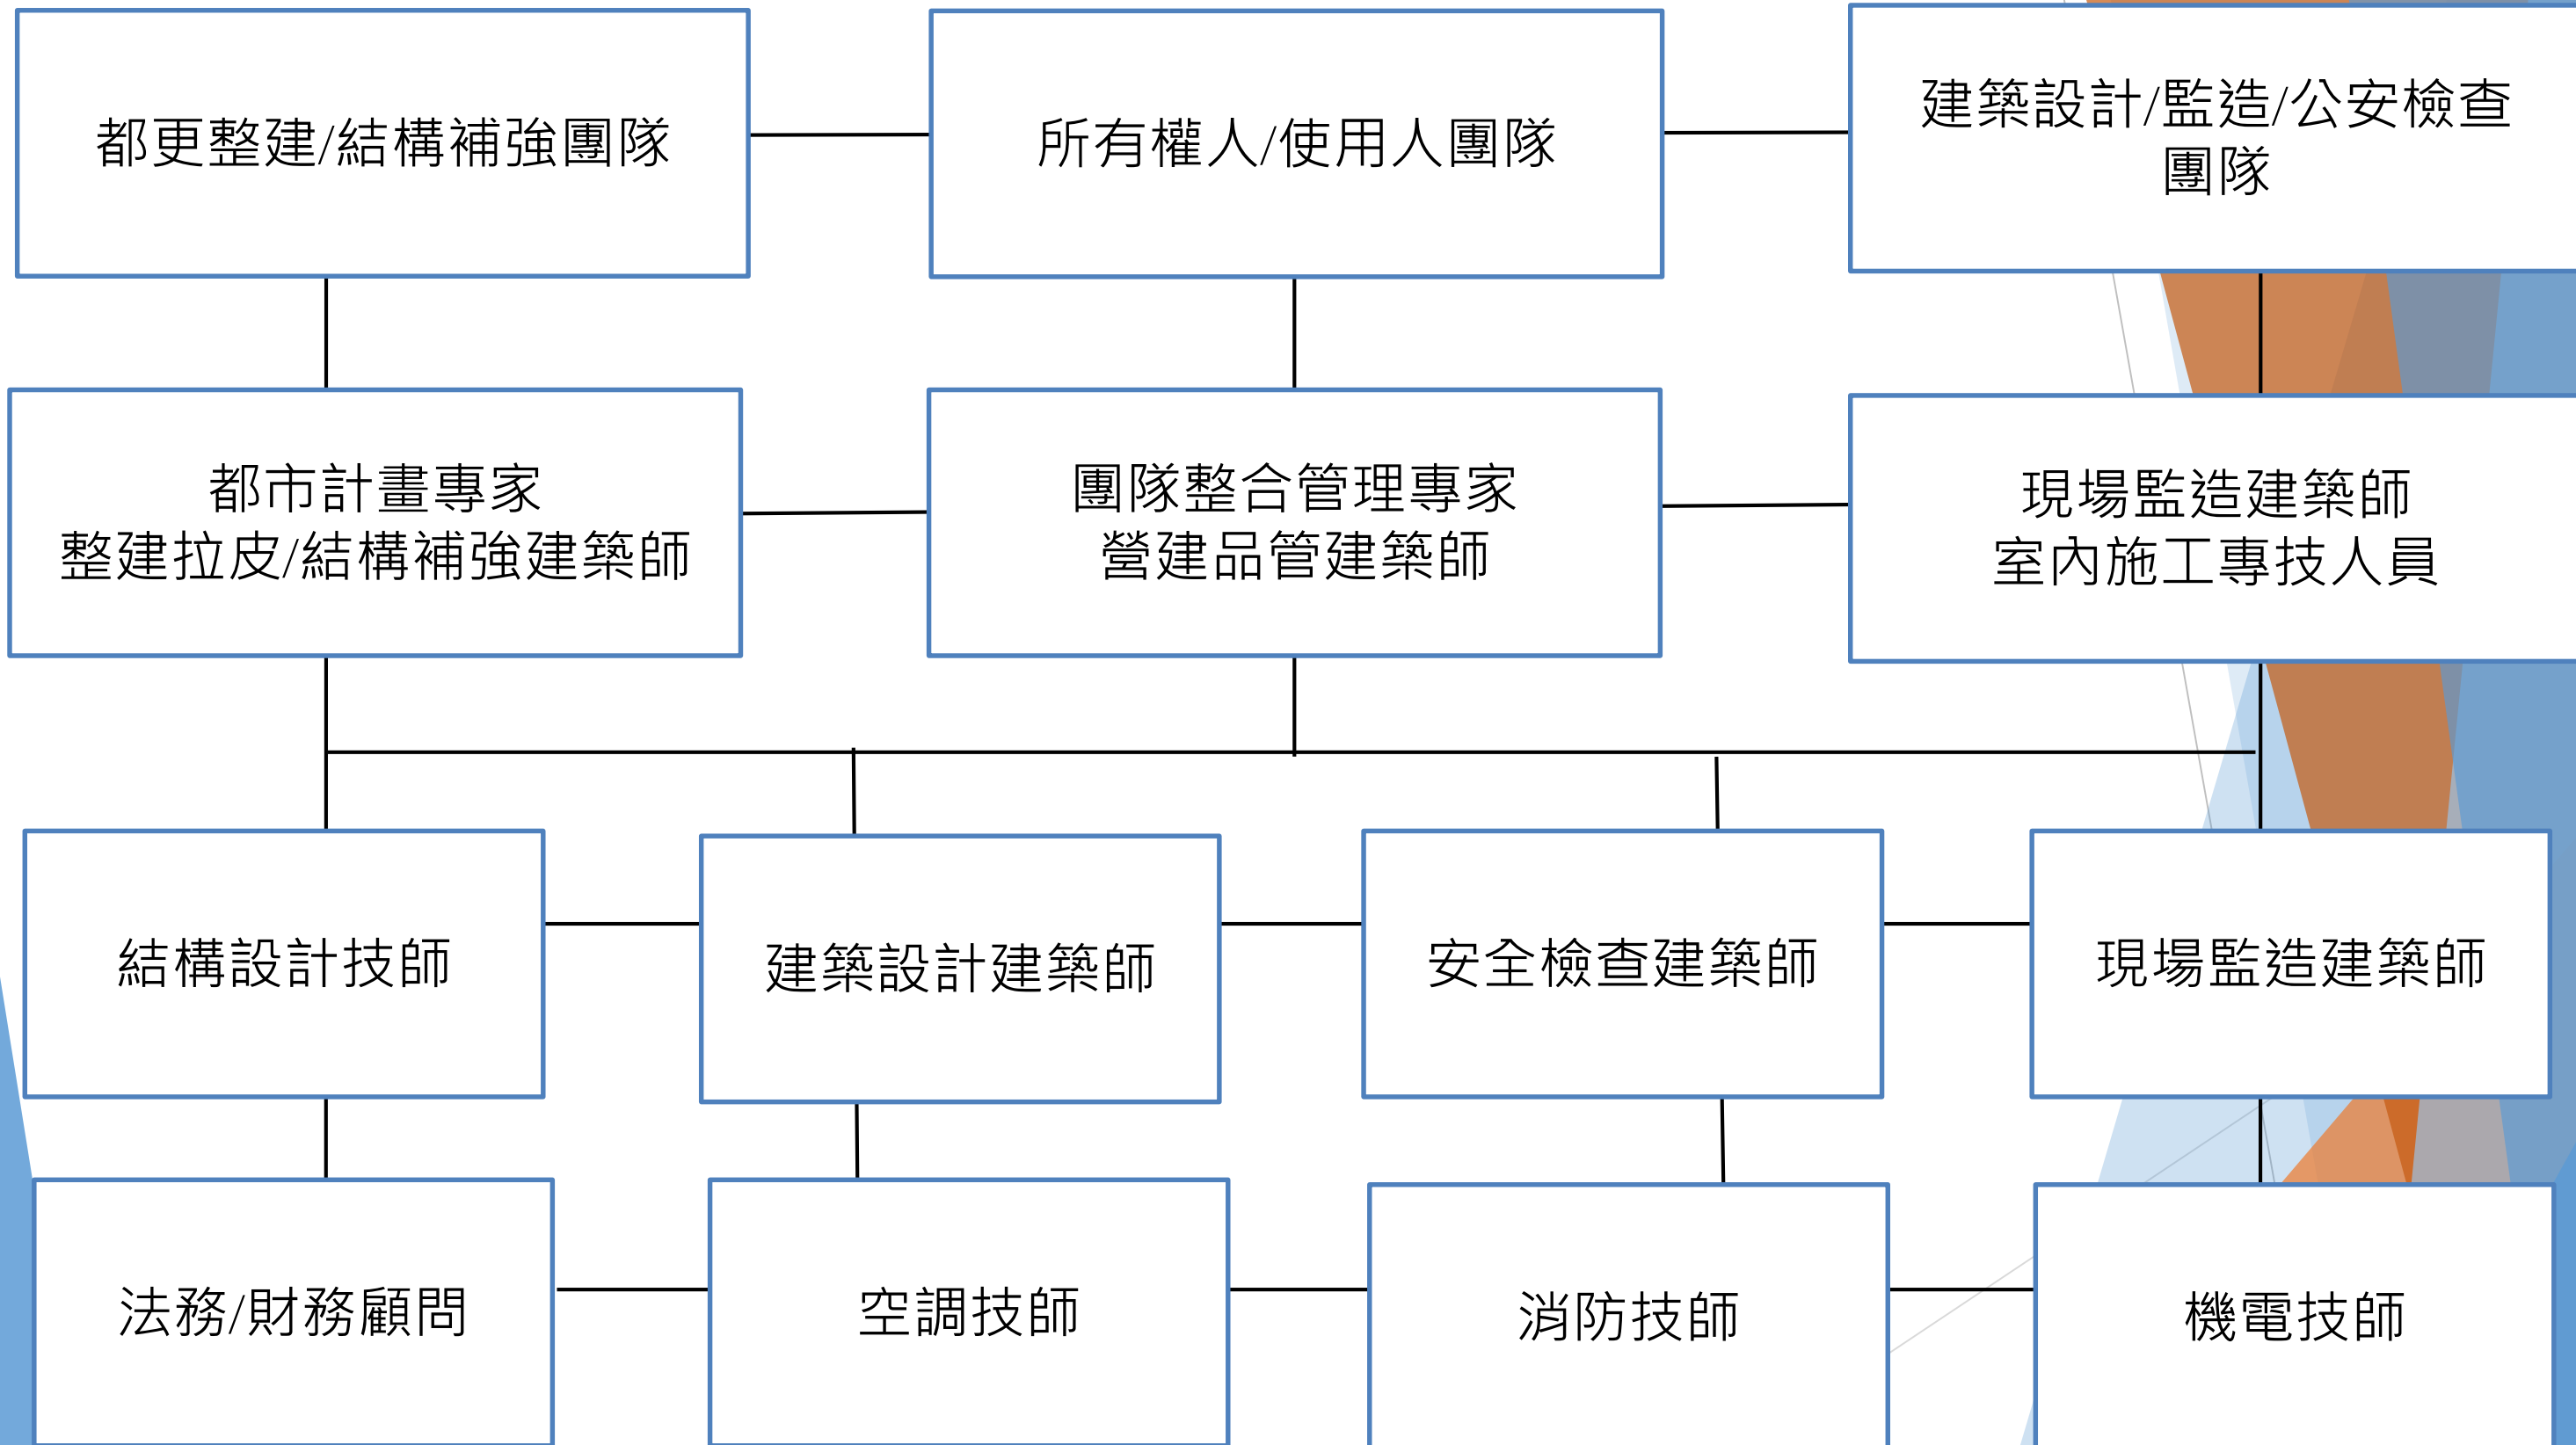 都更整建/結構補強團隊
所有權人/使用人團隊
建築設計/監造/公安檢查
團隊
都市計畫專家
整建拉皮/結構補強建築師
團隊整合管理專家
營建品管建築師
現場監造建築師
室內施工專技人員
結構設計技師
建築設計建築師
安全檢查建築師
現場監造建築師
法務/財務顧問
空調技師
消防技師
機電技師